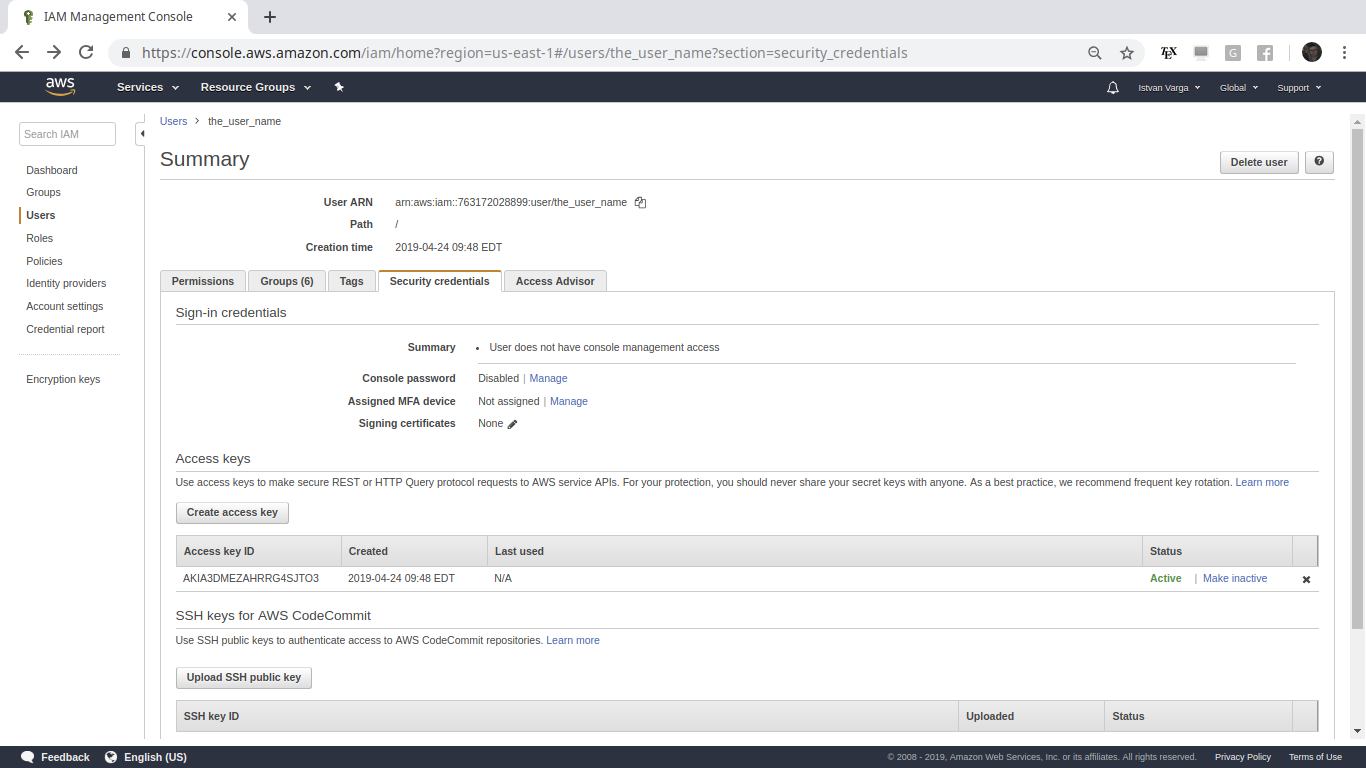 IAM Management Console
https://console.aws.amazon.com/iam/home?region=us-east-1#/users/the_user_name?section=security_credentials
aws Services Resource Groups Istvan Varga Global Support
Search IAM
Dashboard
Groups
Users
Roles
Policies
Identity providers
Account settings
Credential report
Encryption keys
Users > the_user_name
Summary
Delete user
User ARN arn:aws:iam::763172028899:user/the_user_name
Path /
Creation time 2019-04-24 09:48 EDT
Permissions Groups (6) Tags Security credentials Access Advisor
Sign-in credentials
Summary • User does not have console management access
Console password Disabled | Manage
Assigned MFA device Not assigned | Manage
Signing certificates None
Access keys
Use access keys to make secure REST or HTTP Query protocol requests to AWS service APIs. For your protection, you should never share your secret keys with anyone. As a best practice, we recommend frequent key rotation. Learn more
Create access key
Access key ID Created Last used Status
AKIA3DMEZAHRRG4SJTO3 2019-04-24 09:48 EDT N/A Active | Make inactive
SSH keys for AWS CodeCommit
Use SSH public keys to authenticate access to AWS CodeCommit repositories. Learn more
Upload SSH public key
SSH key ID Uploaded Status
Feedback English (US) © 2008 - 2019, Amazon Web Services, Inc. or its affiliates. All rights reserved. Privacy Policy Terms of Use